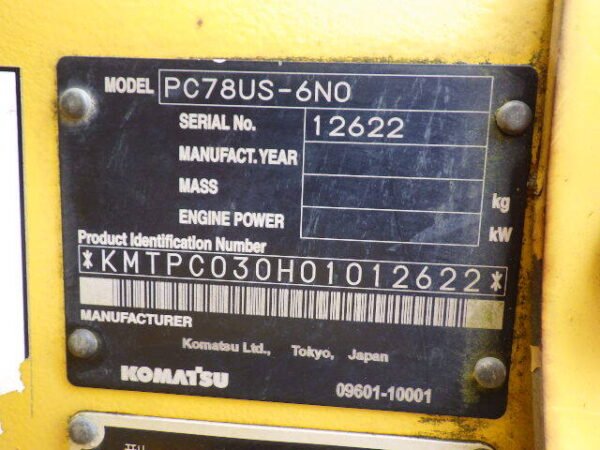 MODEL PC78US-6N0
SERIAL No. 12622
MANUFACT.YEAR
MASS kg
ENGINE POWER kW
Product Identification Number
*KMTPC030H01012622*
MANUFACTURER
Komatsu Ltd., Tokyo, Japan
KOMATSU 09601-10001